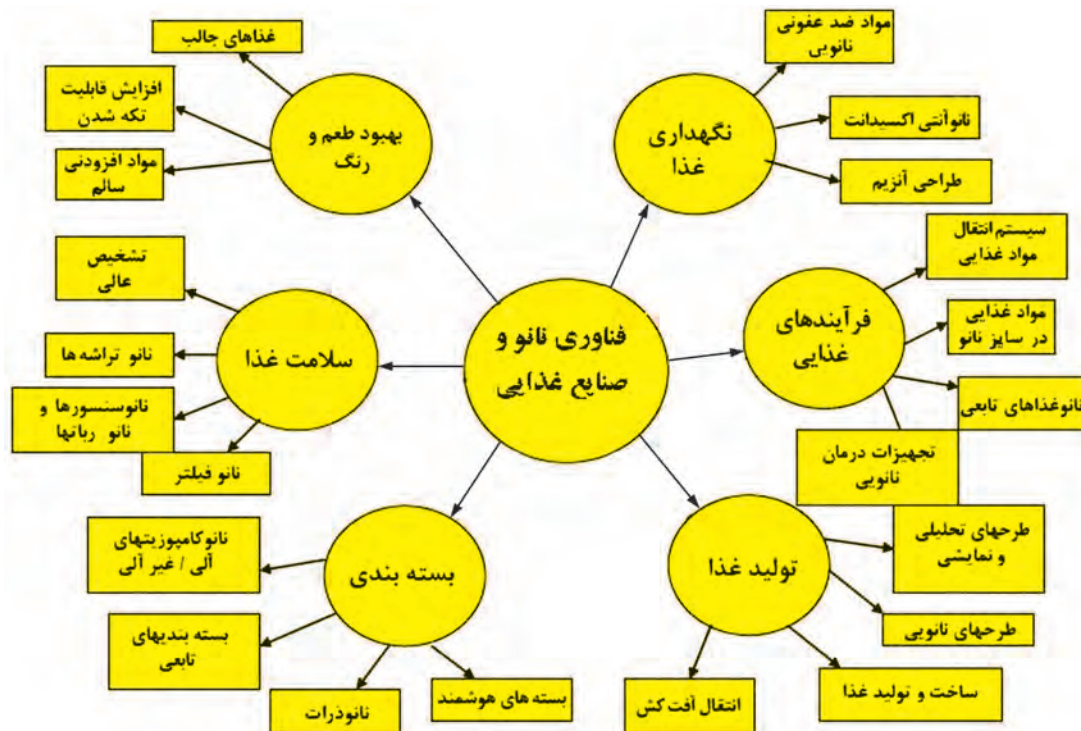 فناوری نانو و
صنایع غذایی
نگهداری
غذا
مواد ضد عفونی
نانویی
نانوآنتی اکسیدانت
طراحی آنزیم
فرآیندهای
غذایی
سیستم انتقال
مواد غذایی
مواد غذایی
در سایز نانو
نانوغذاهای تابعی
تجهیزات درمان
نانویی
تولید غذا
طرحهای تحلیلی
و نمایشی
طرحهای نانویی
ساخت و تولید غذا
انتقال آفت کش
بسته بندی
بسته های هوشمند
نانوذرات
بسته بندیهای
تابعی
نانوکامپوزیتهای
آلی / غیر آلی
سلامت غذا
نانو فیلتر
نانوسنسورها و
نانو رباتها
نانو تراشه ها
تشخیص
عالی
بهبود طعم و
رنگ
مواد افزودنی
سالم
افزایش قابلیت
تکه شدن
غذاهای جالب